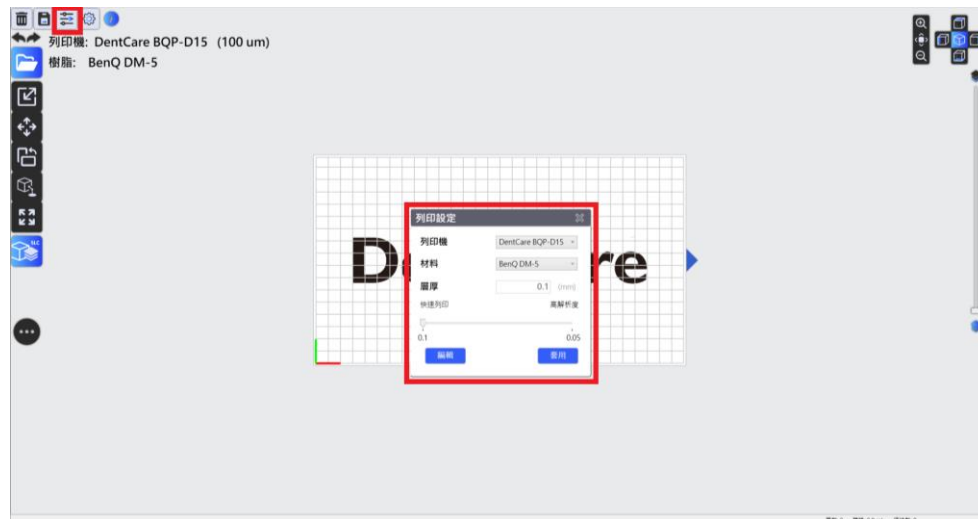 列印機: DentCare BQP-D15 (100 um)
樹脂: BenQ DM-5
SLC
列印設定
列印機 DentCare BQP-D15
材料 BenQ DM-5
層厚 0.1 (mm)
快速列印 高解析度
0.1 0.05
編輯 套用